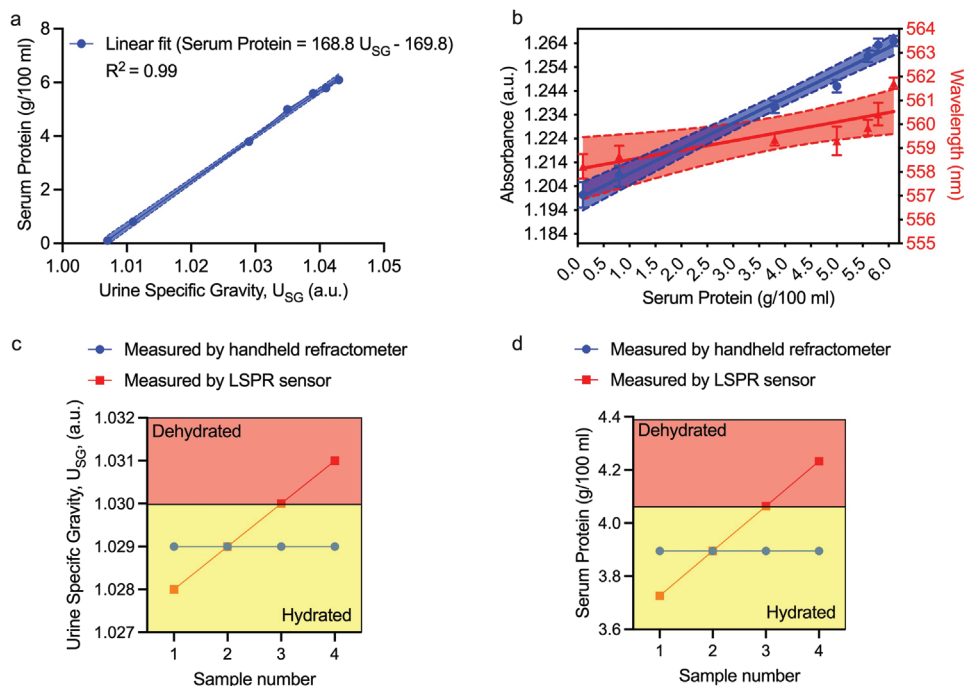 a
Linear fit (Serum Protein = 168.8 U_SG - 169.8)
R² = 0.99
Serum Protein (g/100 ml)
8
6
4
2
0
1.00 1.01 1.02 1.03 1.04 1.05
Urine Specific Gravity, U_SG (a.u.)
b
Absorbance (a.u.)
1.264
1.254
1.244
1.234
1.224
1.214
1.204
1.194
1.184
564
563
562
561
560
559
558
557
556
555
Wavelength (nm)
0.0 0.5 1.0 1.5 2.0 2.5 3.0 3.5 4.0 4.5 5.0 5.5 6.0
Serum Protein (g/100 ml)
c
Measured by handheld refractometer
Measured by LSPR sensor
Urine Specifc Gravity, U_SG, (a.u.)
1.032
1.031
1.030
1.029
1.028
1.027
Dehydrated
Hydrated
1 2 3 4
Sample number
d
Measured by handheld refractometer
Measured by LSPR sensor
Serum Protein (g/100 ml)
4.4
4.2
4.0
3.8
3.6
Dehydrated
Hydrated
1 2 3 4
Sample number